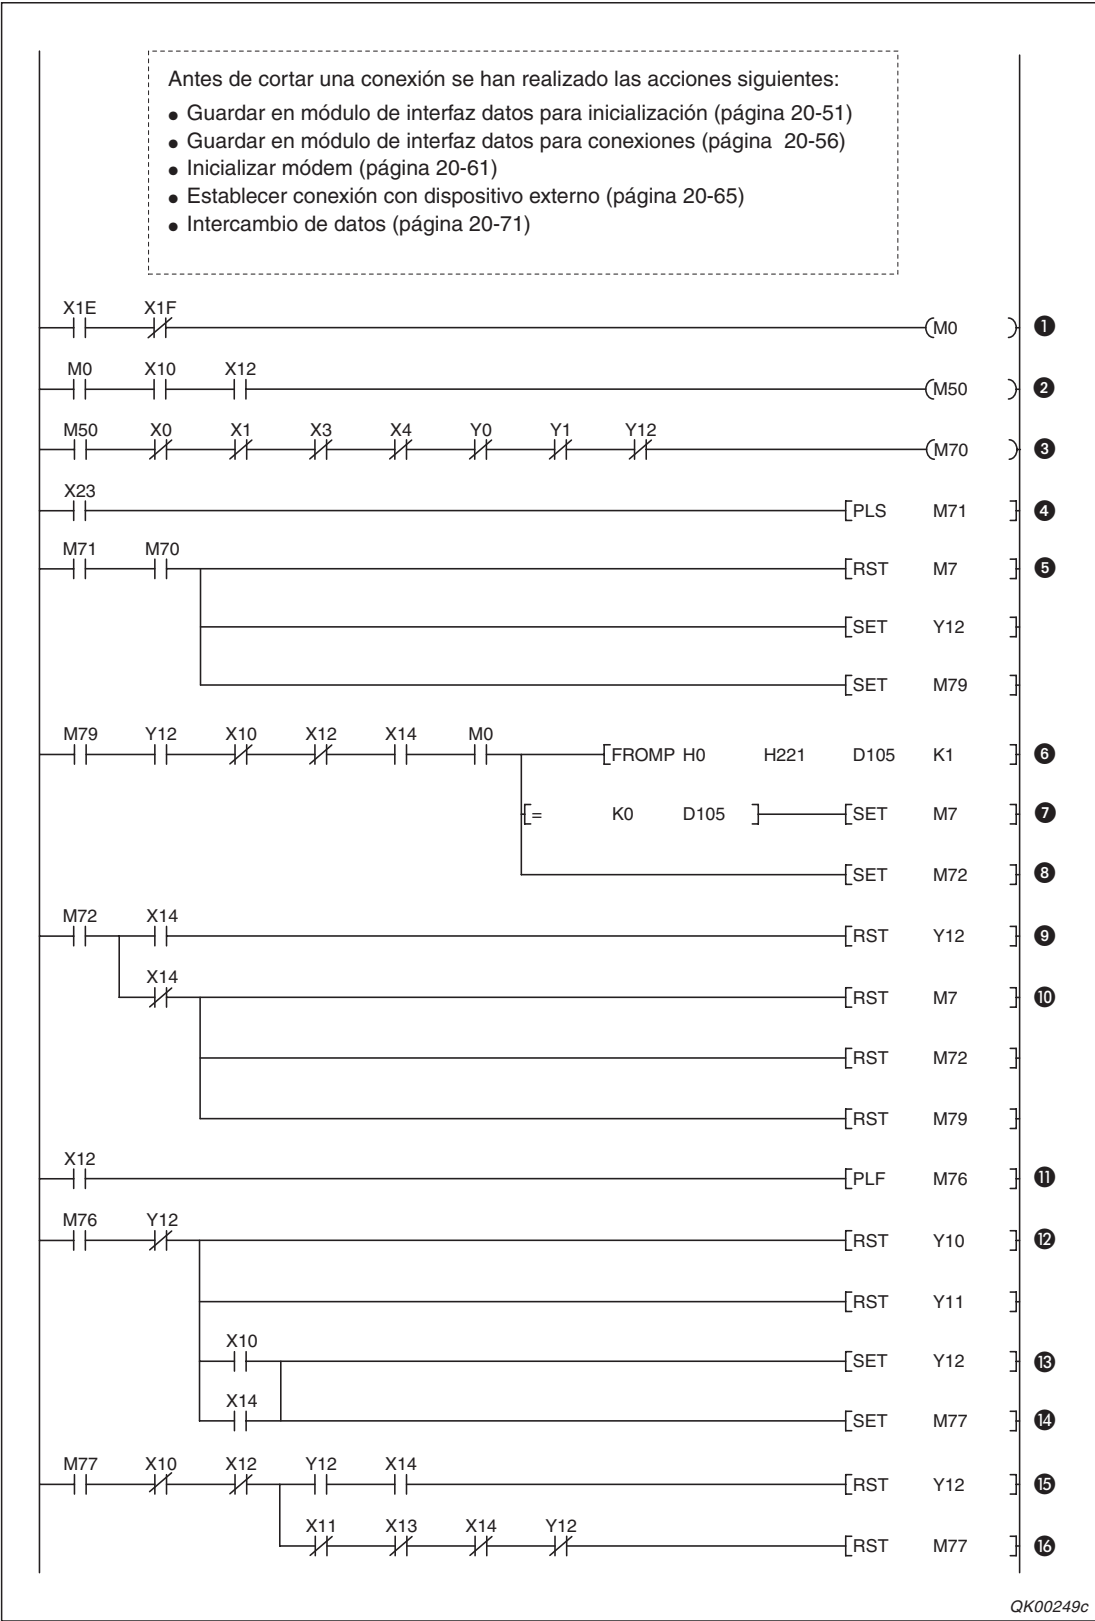 Antes de cortar una conexión se han realizado las acciones siguientes:
● Guardar en módulo de interfaz datos para inicialización (página 20-51)
● Guardar en módulo de interfaz datos para conexiones (página 20-56)
● Inicializar módem (página 20-61)
● Establecer conexión con dispositivo externo (página 20-65)
● Intercambio de datos (página 20-71)
X1E X1F
M0 ❶
M0 X10 X12
M50 ❷
M50 X0 X1 X3 X4 Y0 Y1 Y12
M70 ❸
X23
PLS M71 ❹
M71 M70
RST M7 ❺
SET Y12
SET M79
M79 Y12 X10 X12 X14 M0
FROMP H0 H221 D105 K1 ❻
= K0 D105 SET M7 ❼
SET M72 ❽
M72 X14
RST Y12 ❾
X14
RST M7 ❿
RST M72
RST M79
X12
PLF M76 ⓫
M76 Y12
RST Y10 ⓬
RST Y11
X10
SET Y12 ⓭
X14
SET M77 ⓮
M77 X10 X12 Y12 X14
RST Y12 ⓯
X11 X13 X14 Y12
RST M77 ⓰
QK00249c